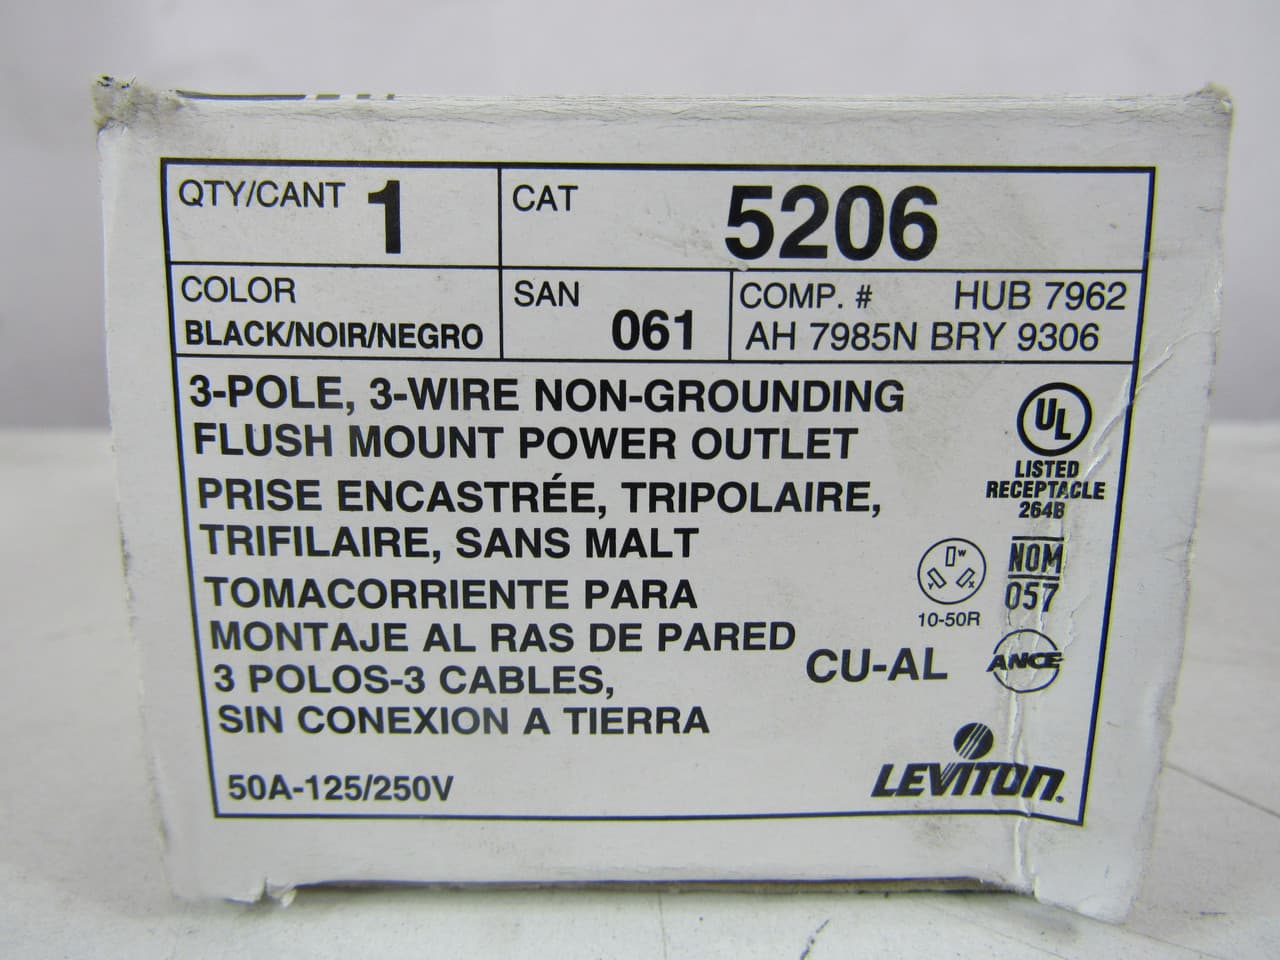 QTY/CANT 1
CAT 5206
COLOR
BLACK/NOIR/NEGRO
SAN
061
COMP. # HUB 7962
AH 7985N BRY 9306
3-POLE, 3-WIRE NON-GROUNDING
FLUSH MOUNT POWER OUTLET
PRISE ENCASTRÉE, TRIPOLAIRE,
TRIFILAIRE, SANS MALT
TOMACORRIENTE PARA
MONTAJE AL RAS DE PARED
3 POLOS-3 CABLES,
SIN CONEXION A TIERRA
50A-125/250V
UL
LISTED
RECEPTACLE
264B
W
Y X
10-50R
NOM
057
CU-AL
ANCE
LEVITON.